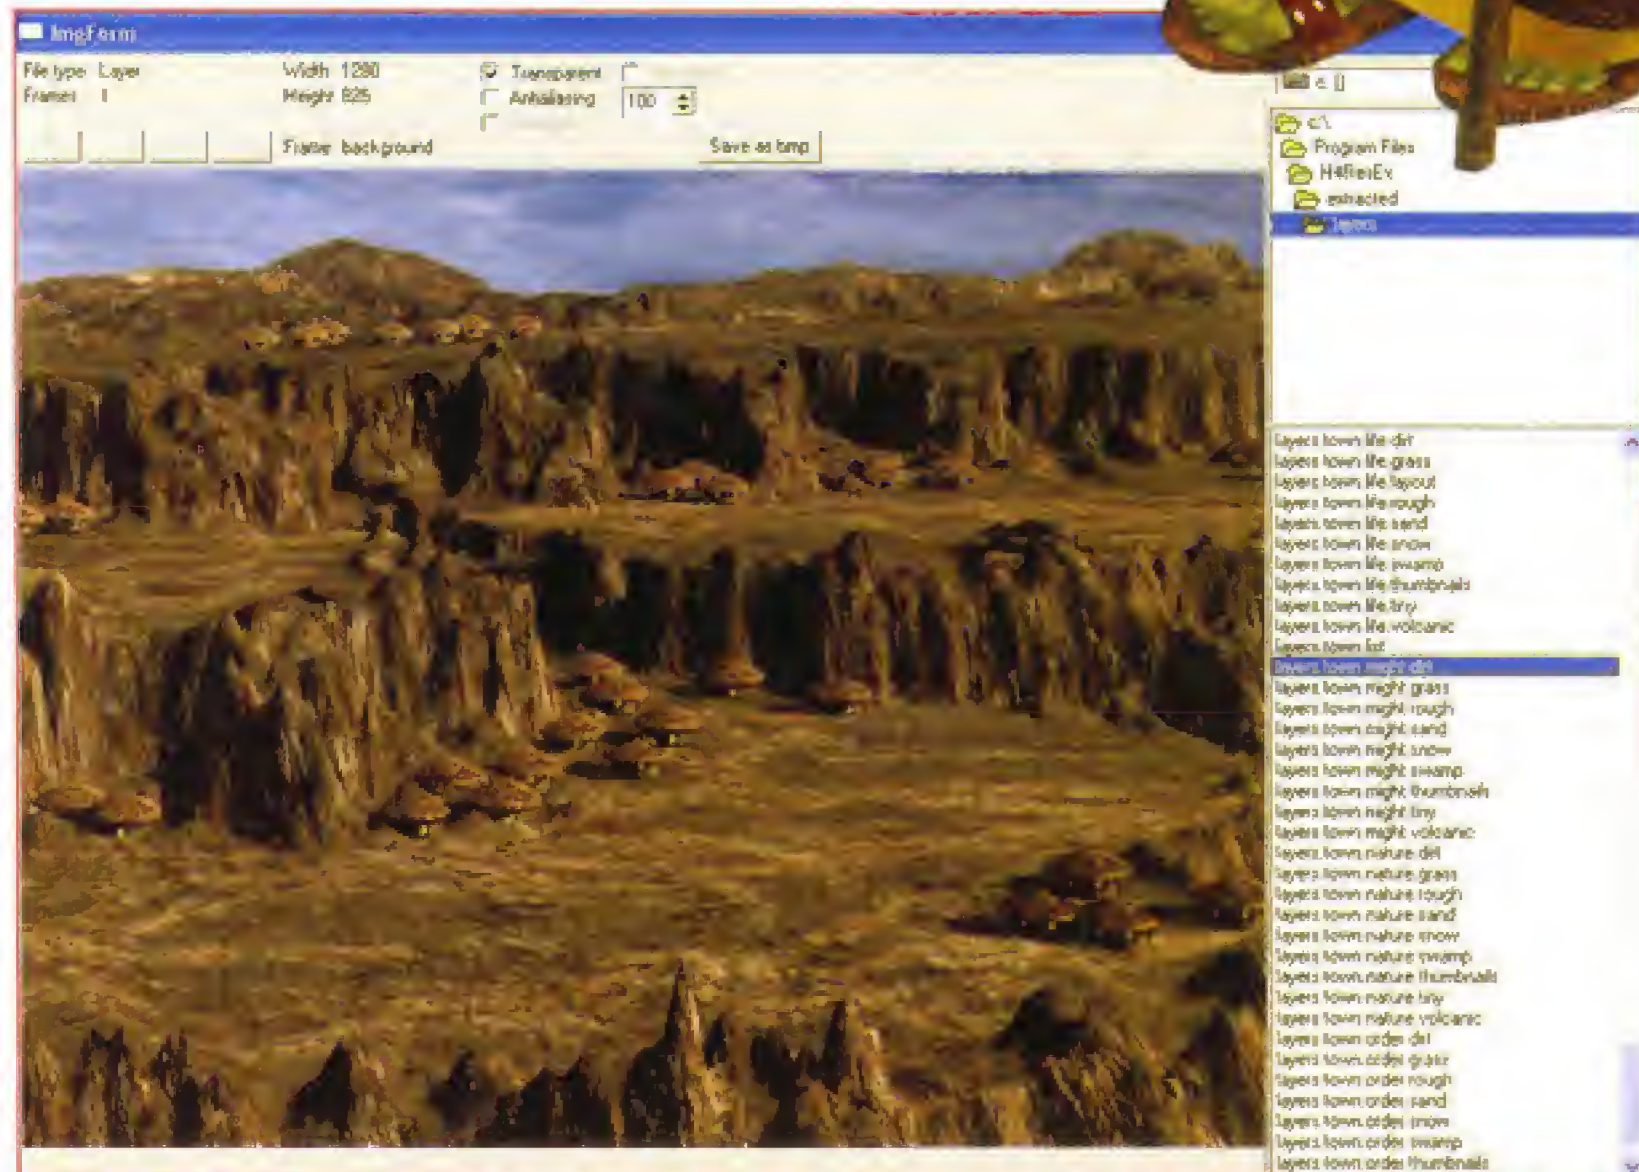 ImgForm
File type Layer
Frames 1
Width 1280
Height 825
Transparent
Antialiasing 100
Frame background
Save as bmp
c: []
c:\
Program Files
H4ResEx
extracted
layers
layers.town.life.dirt
layers.town.life.grass
layers.town.life.layout
layers.town.life.rough
layers.town.life.sand
layers.town.life.snow
layers.town.life.swamp
layers.town.life.thumbnails
layers.town.life.tiny
layers.town.life.volcanic
layers.town.list
layers.town.might.dirt
layers.town.might.grass
layers.town.might.rough
layers.town.might.sand
layers.town.might.snow
layers.town.might.swamp
layers.town.might.thumbnails
layers.town.might.tiny
layers.town.might.volcanic
layers.town.nature.dirt
layers.town.nature.grass
layers.town.nature.rough
layers.town.nature.sand
layers.town.nature.snow
layers.town.nature.swamp
layers.town.nature.thumbnails
layers.town.nature.tiny
layers.town.nature.volcanic
layers.town.order.dirt
layers.town.order.grass
layers.town.order.rough
layers.town.order.sand
layers.town.order.snow
layers.town.order.swamp
layers.town.order.thumbnails